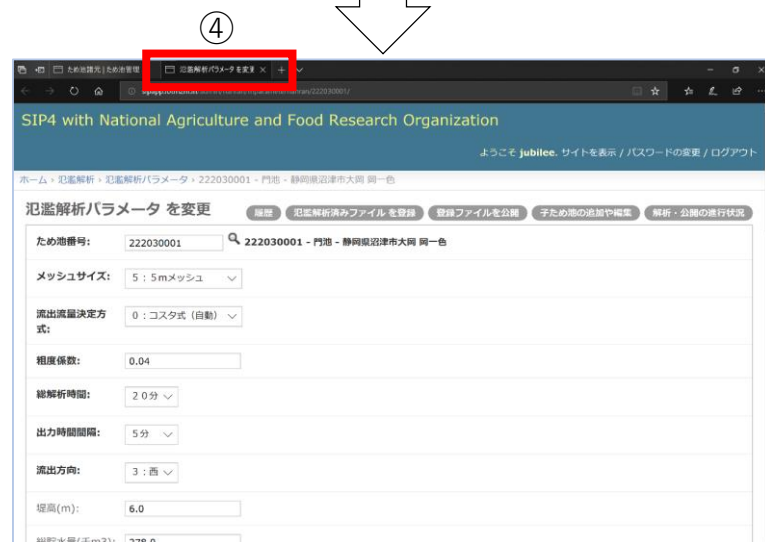 ④
ため池諸元 | ため池管理
氾濫解析パラメータを変更
222030001/
SIP4 with National Agriculture and Food Research Organization
ようこそ jubilee. サイトを表示 / パスワードの変更 / ログアウト
ホーム › 氾濫解析 › 氾濫解析パラメータ › 222030001 - 門池 - 静岡県沼津市大岡 岡一色
氾濫解析パラメータ を変更 履歴 氾濫解析済みファイル を登録 登録ファイルを公開 子ため池の追加や編集 解析・公開の進行状況
ため池番号: 222030001 222030001 - 門池 - 静岡県沼津市大岡 岡一色
メッシュサイズ: 5 : 5mメッシュ
流出流量決定方
式: 0 : コスタ式 (自動)
粗度係数: 0.04
総解析時間: 20分
出力時間間隔: 5分
流出方向: 3 : 西
堤高(m): 6.0
総貯水量(千m3): 278.0